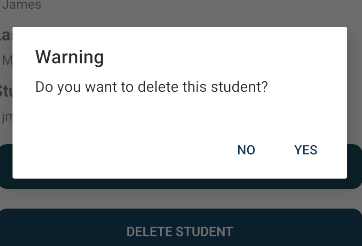 James
Warning
Do you want to delete this student?
NO YES
DELETE STUDENT